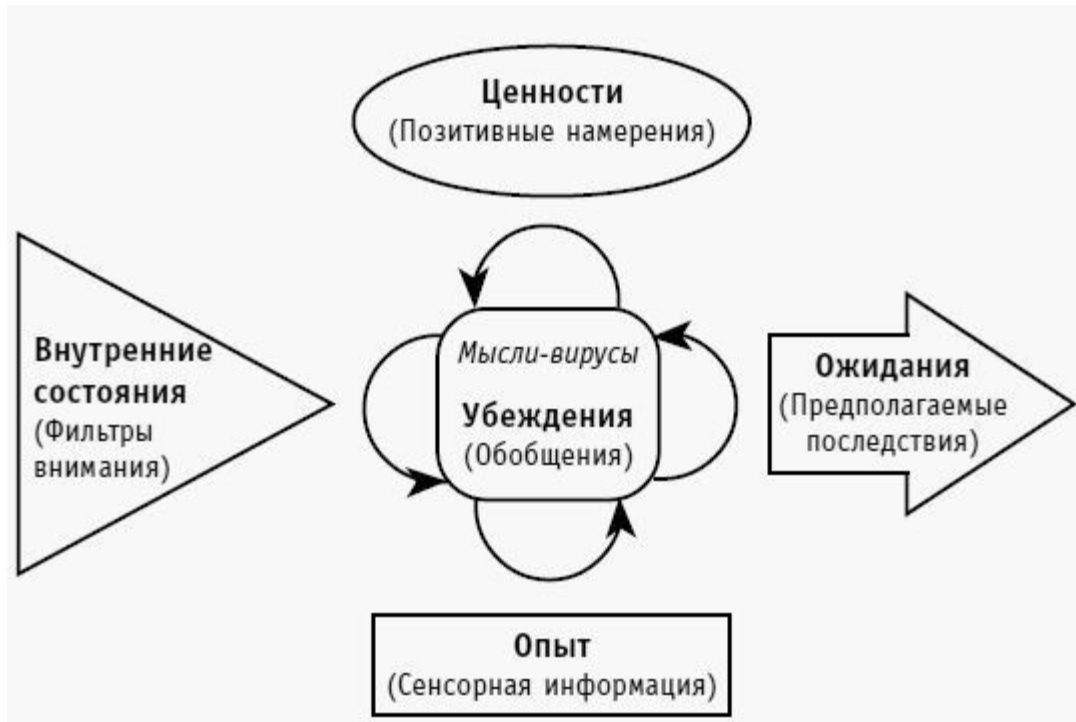 Ценности
(Позитивные намерения)
Внутренние
состояния
(Фильтры
внимания)
Мысли-вирусы
Убеждения
(Обобщения)
Ожидания
(Предполагаемые
последствия)
Опыт
(Сенсорная информация)